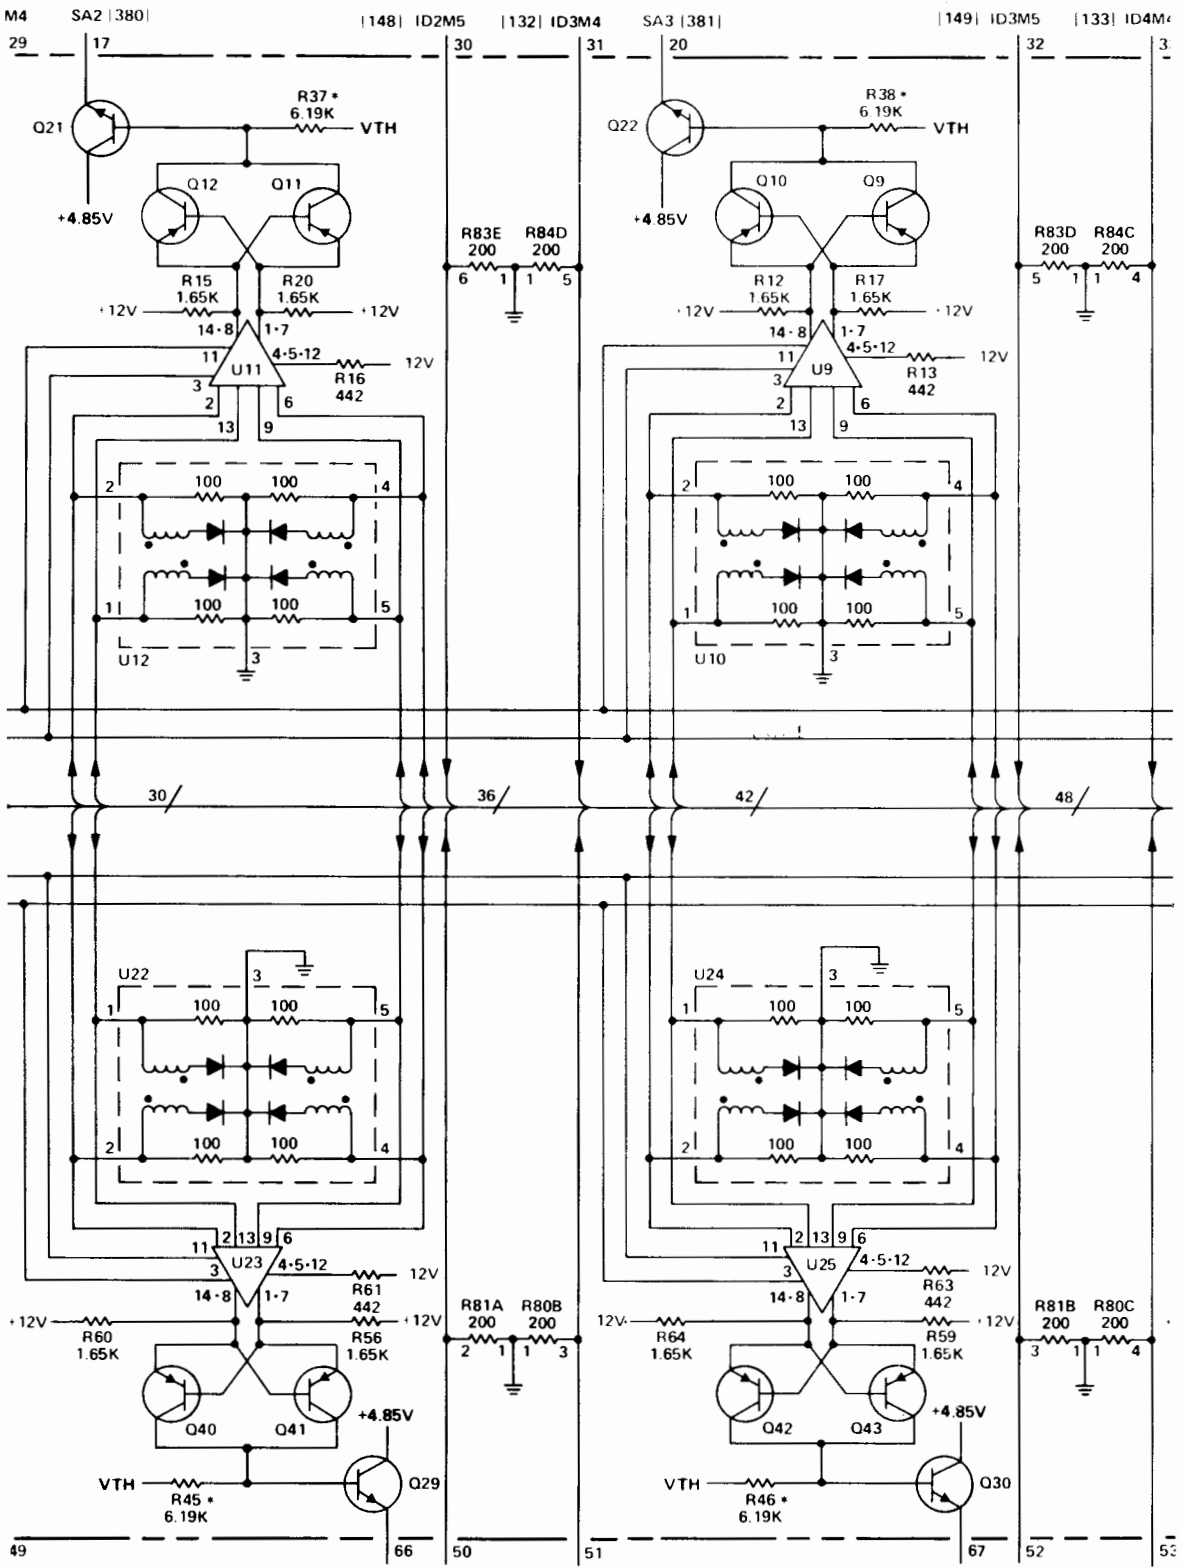 M4 SA2 |380| |148| ID2M5 |132| ID3M4 SA3 |381| |149| ID3M5 |133| ID4M4
29 17 30 31 20 32
R37 * R38 *
6.19K 6.19K
Q21 VTH Q22 VTH
Q12 Q11 Q10 Q9
+4.85V +4.85V
R83E R84D R83D R84C
200 200 200 200
6 1 1 5 5 1 1 4
R15 R20 R12 R17
1.65K 1.65K 1.65K 1.65K
+12V +12V +12V +12V
14·8 1·7 14·8 1·7
11 4·5·12 12V 11 4·5·12 12V
U11 R16 U9 R13
3 442 3 442
2 6 2 6
13 9 13 9
2 100 100 4 2 100 100 4
1 100 100 5 1 100 100 5
U12 3 U10 3
30 36 42 48
U22 3 U24 3
1 100 100 5 1 100 100 5
2 100 100 4 2 100 100 4
2 13 9 6 2 13 9 6
11 U23 4·5·12 12V 11 U25 4·5·12 12V
3 R61 3 R63
14·8 1·7 442 14·8 1·7 442
R81A R80B R81B R80C
200 200 200 200
+12V +12V 12V +12V
R60 R56 R64 R59
1.65K 1.65K 1.65K 1.65K
2 1 1 3 3 1 1 4
Q40 Q41 +4.85V Q42 Q43 +4.85V
VTH Q29 VTH Q30
R45 * R46 *
6.19K 6.19K
49 66 50 51 67 52 53